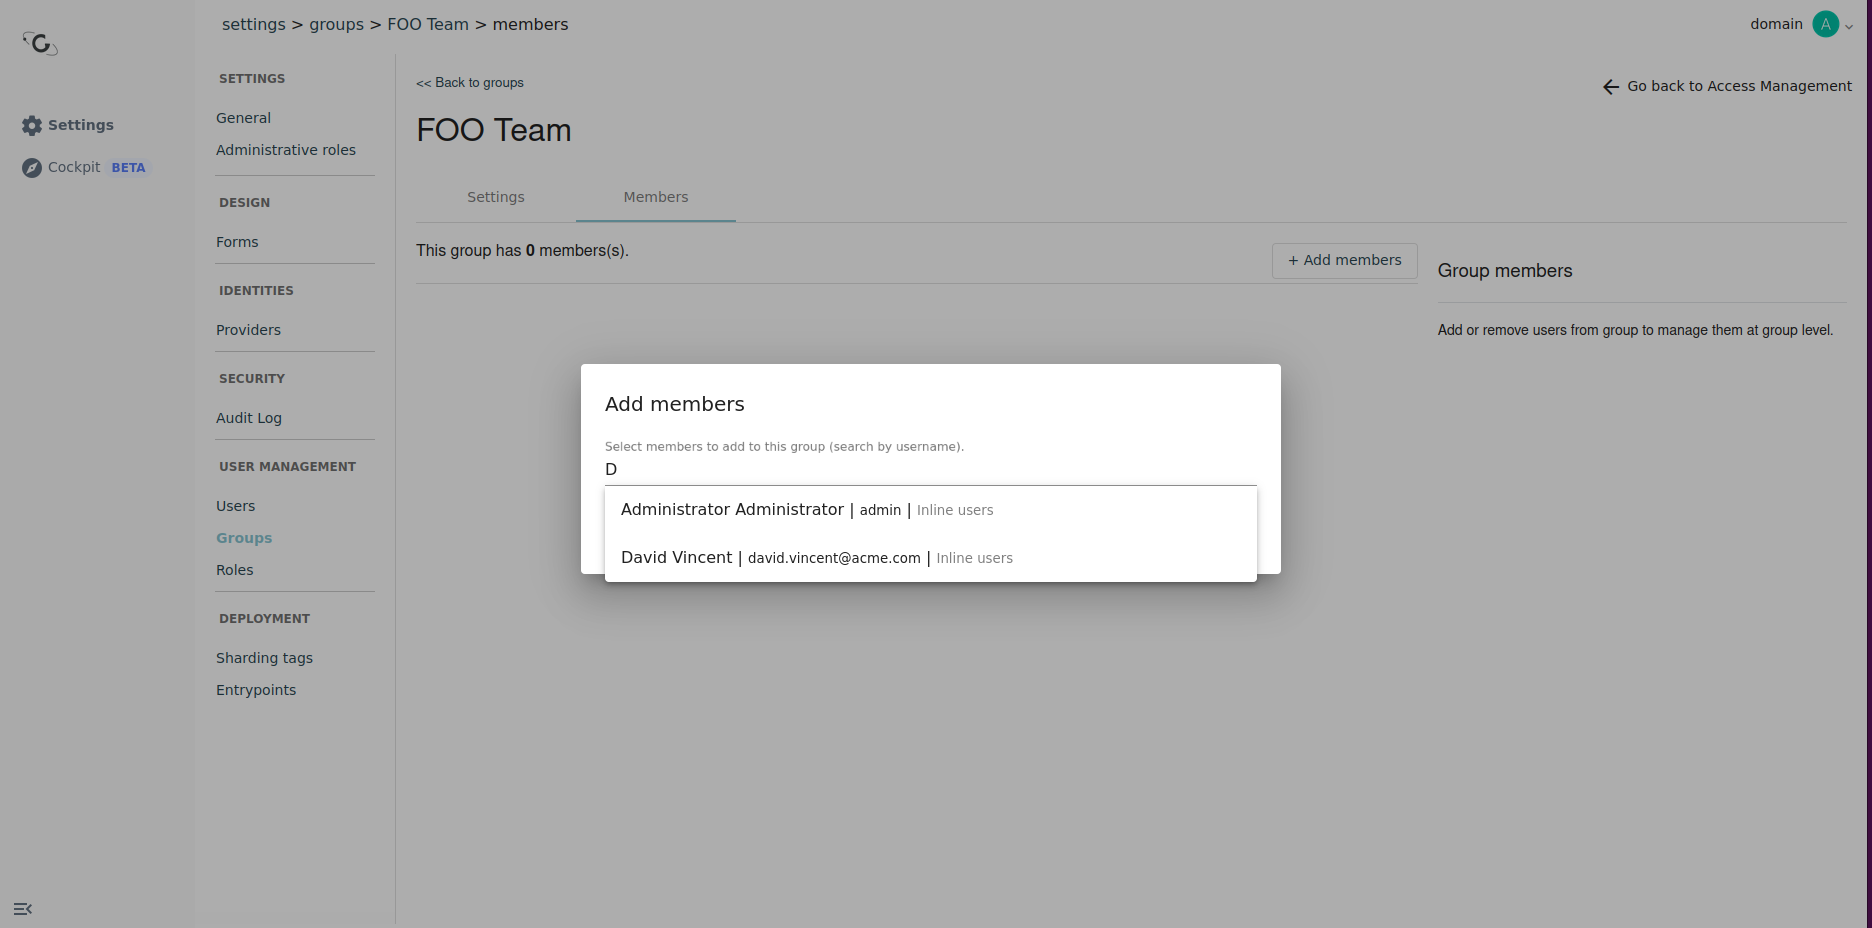 settings > groups > FOO Team > members
domain
A
Settings
Cockpit BETA
SETTINGS
General
Administrative roles
DESIGN
Forms
IDENTITIES
Providers
SECURITY
Audit Log
USER MANAGEMENT
Users
Groups
Roles
DEPLOYMENT
Sharding tags
Entrypoints
<< Back to groups
Go back to Access Management
FOO Team
Settings
Members
This group has 0 members(s).
+ Add members
Group members
Add or remove users from group to manage them at group level.
Add members
Select members to add to this group (search by username).
D
Administrator Administrator | admin | Inline users
David Vincent | david.vincent@acme.com | Inline users